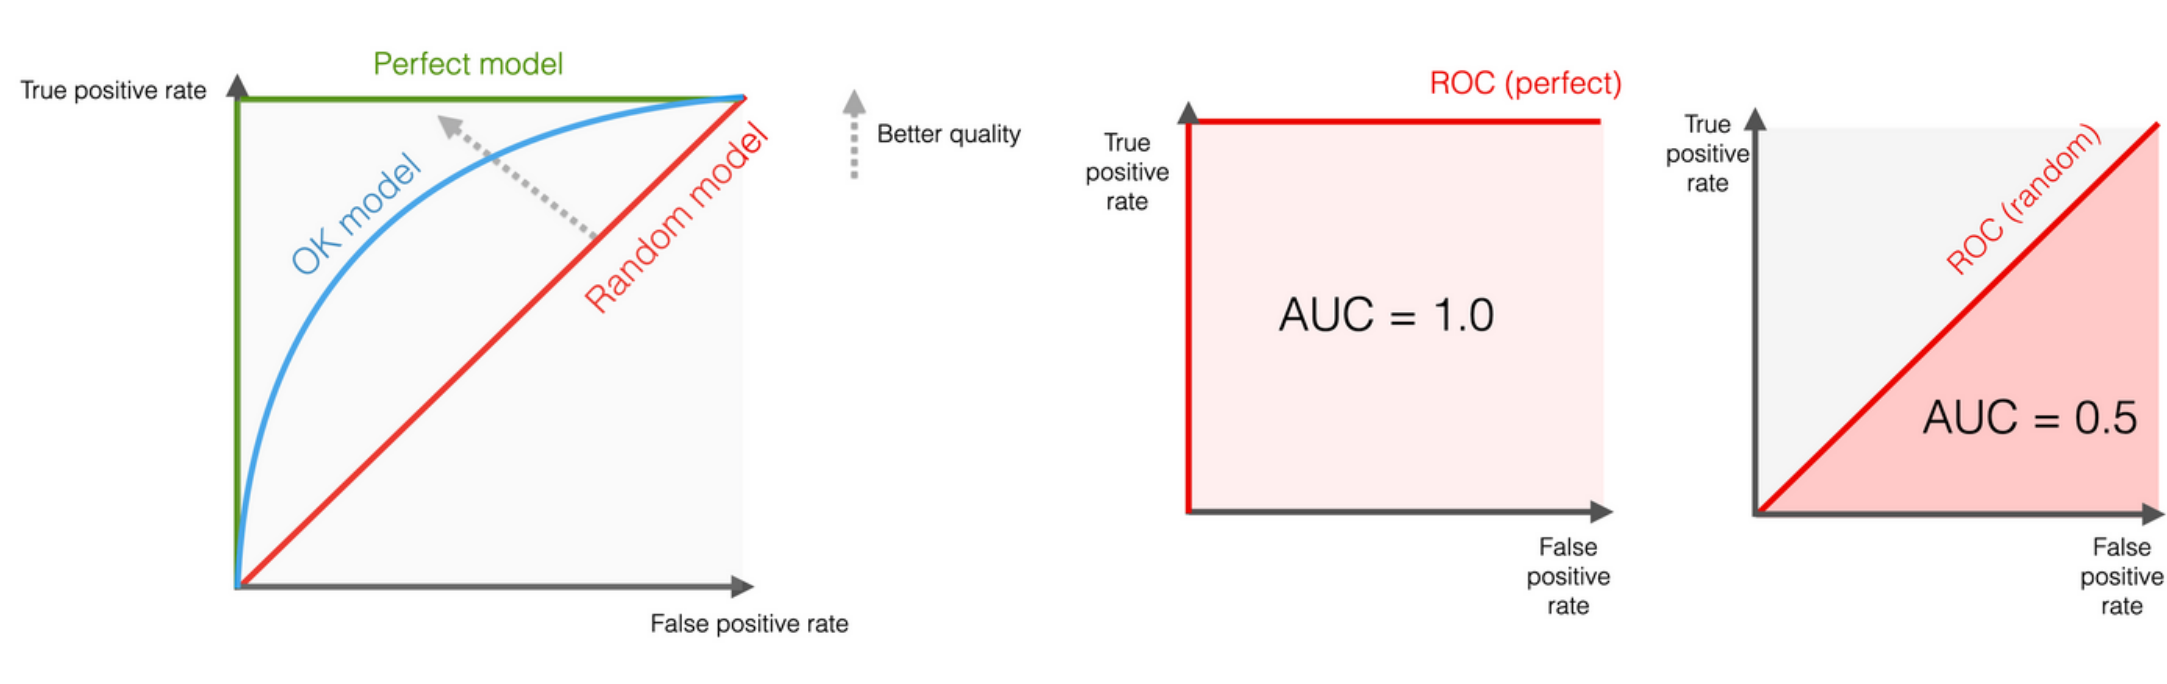 Perfect model
True positive rate
OK model
Random model
False positive rate
Better quality
ROC (perfect)
True
positive
rate
AUC = 1.0
False
positive
rate
True
positive
rate
ROC (random)
AUC = 0.5
False
positive
rate